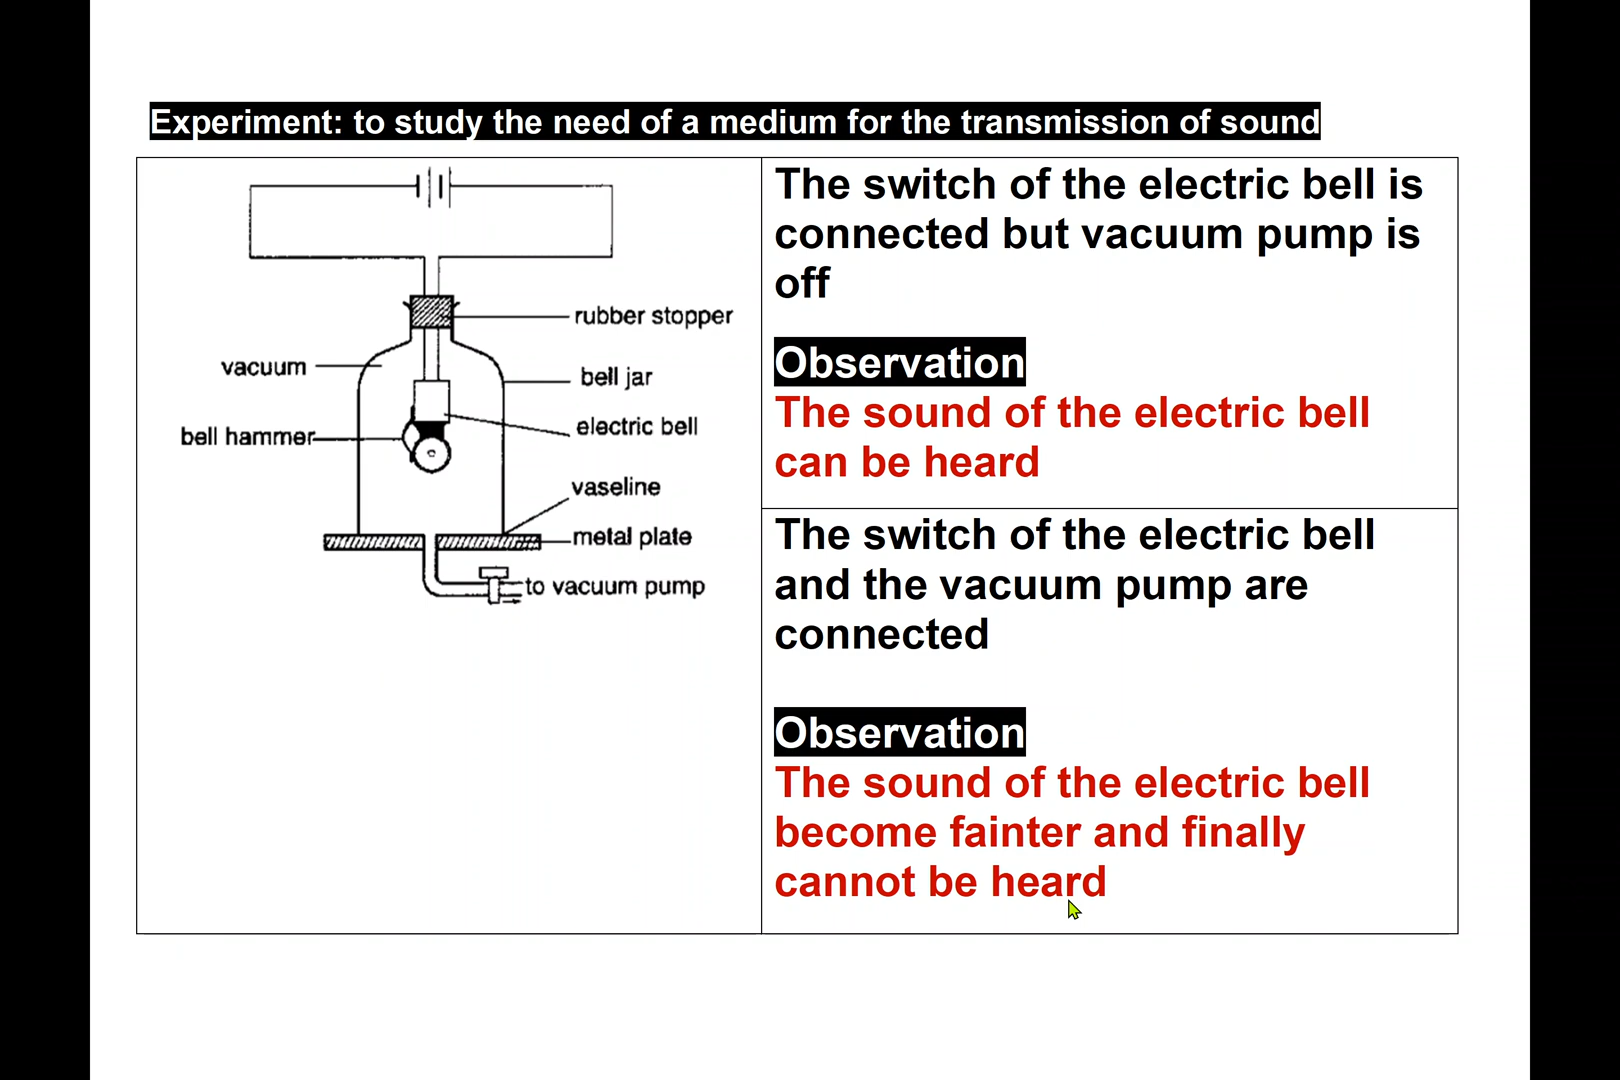 Experiment: to study the need of a medium for the transmission of sound
rubber stopper
vacuum
bell jar
electric bell
bell hammer
vaseline
metal plate
to vacuum pump
The switch of the electric bell is
connected but vacuum pump is
off
Observation
The sound of the electric bell
can be heard
The switch of the electric bell
and the vacuum pump are
connected
Observation
The sound of the electric bell
become fainter and finally
cannot be heard